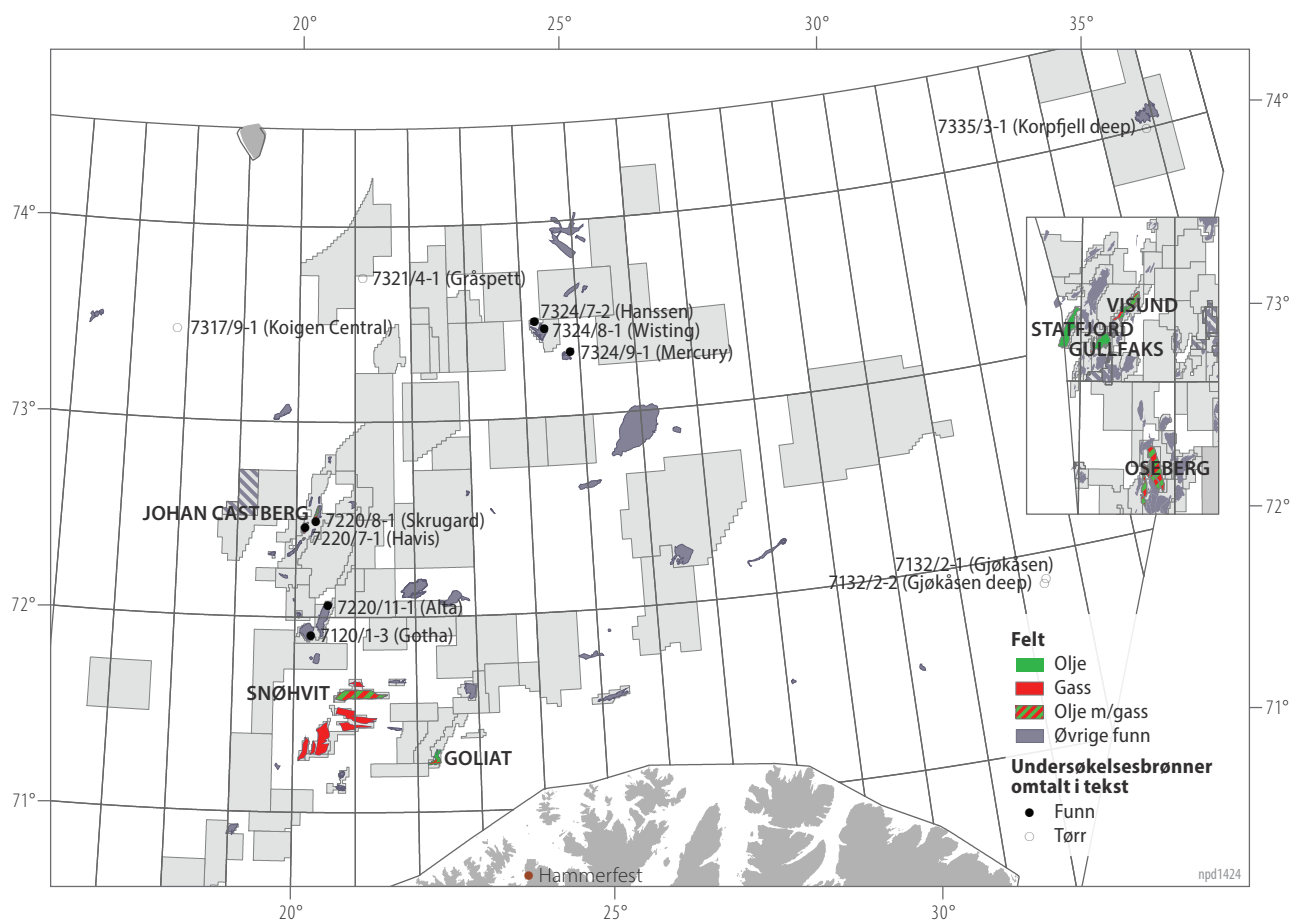 20°
25°
30°
35°
74°
7335/3-1 (Korpfjell deep)
74°
7321/4-1 (Gråspett)
7317/9-1 (Koigen Central)
7324/7-2 (Hanssen)
7324/8-1 (Wisting)
7324/9-1 (Mercury)
VISUND
STATFJORD
GULLFAKS
73°
73°
OSEBERG
JOHAN CASTBERG
7220/8-1 (Skrugard)
7220/7-1 (Havis)
72°
7132/2-1 (Gjøkåsen)
7132/2-2 (Gjøkåsen deep)
72°
7220/11-1 (Alta)
7120/1-3 (Gotha)
SNØHVIT
GOLIAT
71°
71°
Felt
Olje
Gass
Olje m/gass
Øvrige funn
Undersøkelsesbrønner
omtalt i tekst
Funn
Tørr
Hammerfest
npd1424
20°
25°
30°